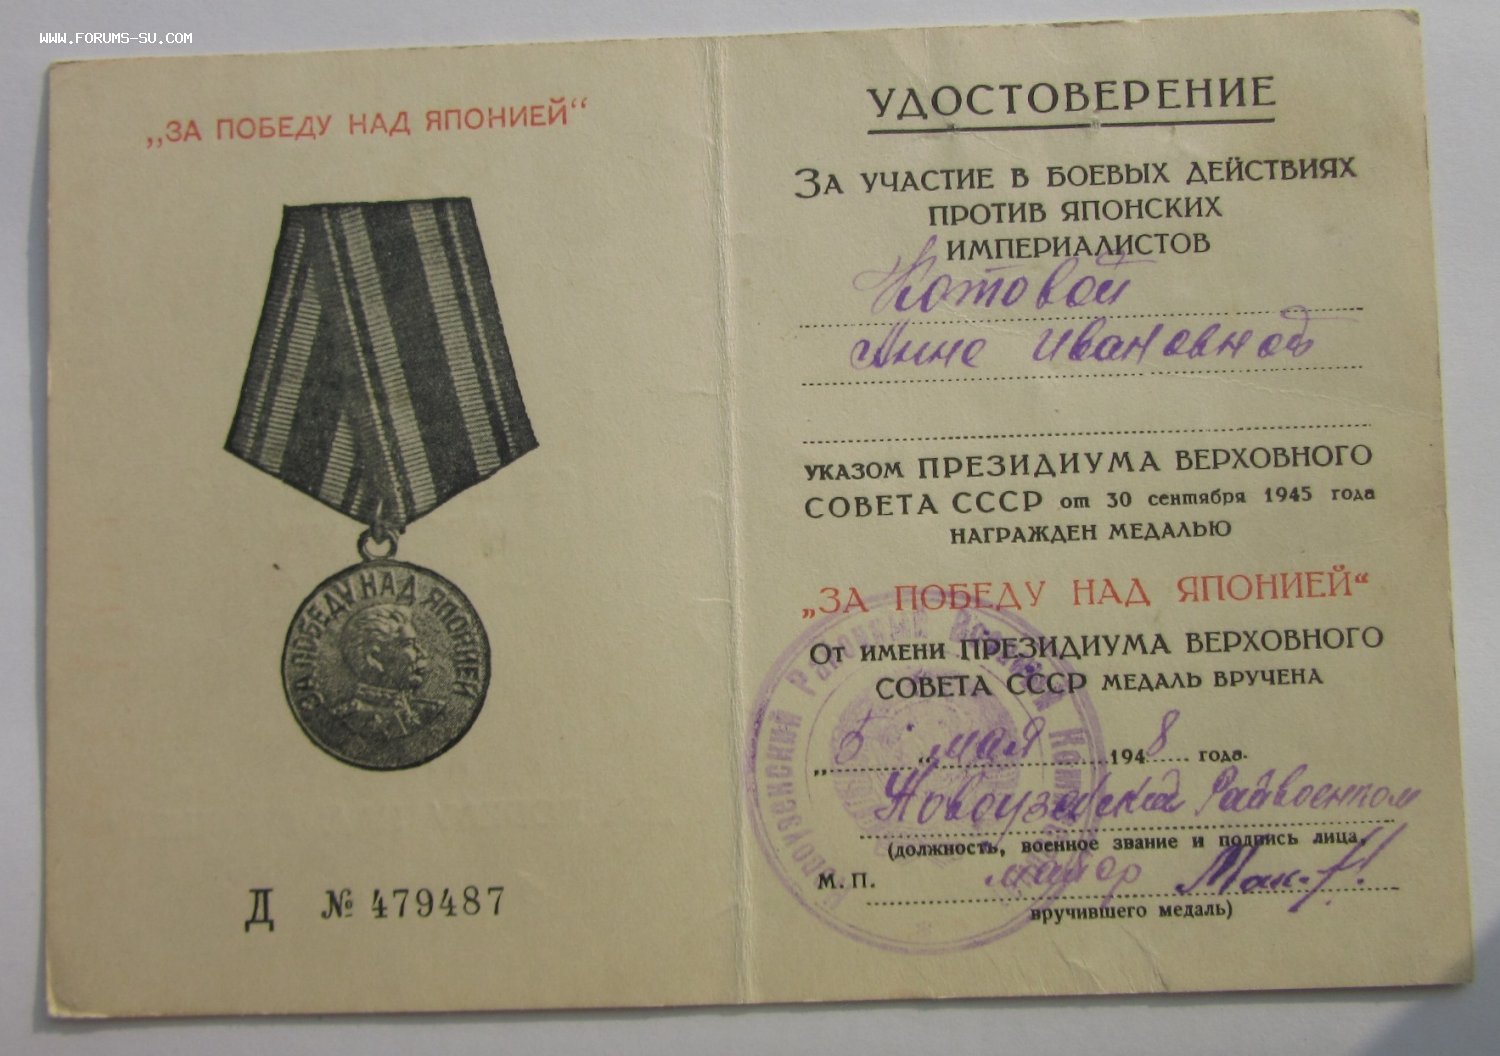 WWW.FORUMS-SU.COM
„ЗА ПОБЕДУ НАД ЯПОНИЕЙ“
ЗА ПОБЕДУ НАД ЯПОНИЕЙ
Д № 479487
УДОСТОВЕРЕНИЕ
ЗА УЧАСТИЕ В БОЕВЫХ ДЕЙСТВИЯХ
ПРОТИВ ЯПОНСКИХ
ИМПЕРИАЛИСТОВ
Котовой
Анне Ивановной
УКАЗОМ ПРЕЗИДИУМА ВЕРХОВНОГО
СОВЕТА СССР от 30 сентября 1945 года
НАГРАЖДЕН МЕДАЛЬЮ
„ЗА ПОБЕДУ НАД ЯПОНИЕЙ“
ОТ ИМЕНИ ПРЕЗИДИУМА ВЕРХОВНОГО
СОВЕТА СССР МЕДАЛЬ ВРУЧЕНА
„5“ мая 1948 года.
Новоузенский Райвоенком
(должность, военное звание и подпись лица,
М. П. майор
вручившего медаль)